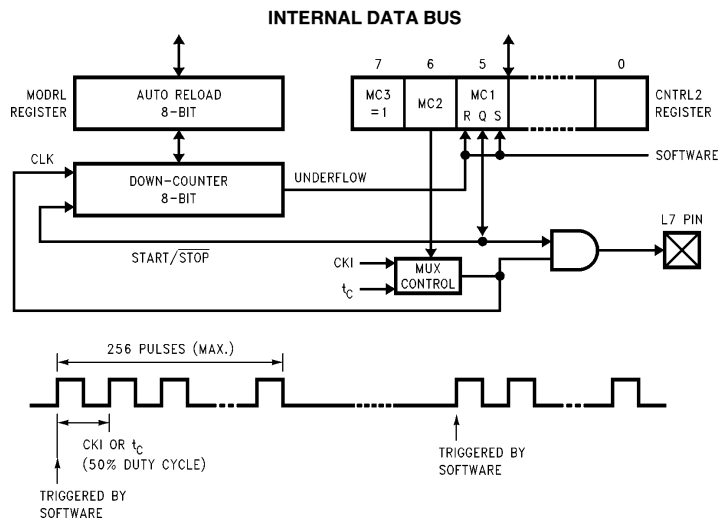 INTERNAL DATA BUS
7 6 5 0
MODRL
REGISTER
AUTO RELOAD
8-BIT
MC3
=1
MC2
MC1
R Q S
CNTRL2
REGISTER
CLK
DOWN-COUNTER
8-BIT
UNDERFLOW
SOFTWARE
START/STOP
L7 PIN
CKI
tC
MUX
CONTROL
256 PULSES (MAX.)
CKI OR tC
(50% DUTY CYCLE)
TRIGGERED BY
SOFTWARE
TRIGGERED BY
SOFTWARE